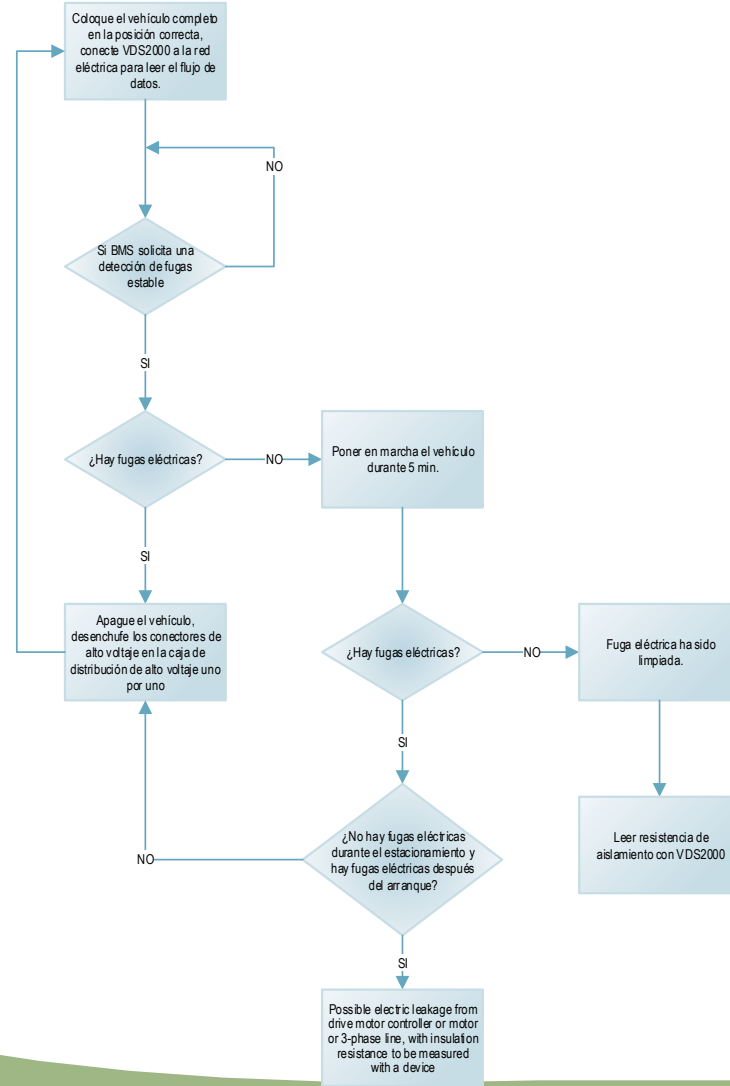 Coloque el vehículo completo
en la posición correcta,
conecte VDS2000 a la red
eléctrica para leer el flujo de
datos.
NO
Si BMS solicita una
detección de fugas
estable
SI
¿Hay fugas eléctricas?
NO
Poner en marcha el vehículo
durante 5 min.
SI
Apague el vehículo,
desenchufe los conectores de
alto voltaje en la caja de
distribución de alto voltaje uno
por uno
¿Hay fugas eléctricas?
NO
Fuga eléctrica ha sido
limpiada.
SI
¿No hay fugas eléctricas
durante el estacionamiento y
hay fugas eléctricas después
del arranque?
NO
Leer resistencia de
aislamiento con VDS2000
SI
Possible electric leakage from
drive motor controller or motor
or 3-phase line, with insulation
resistance to be measured
with a device